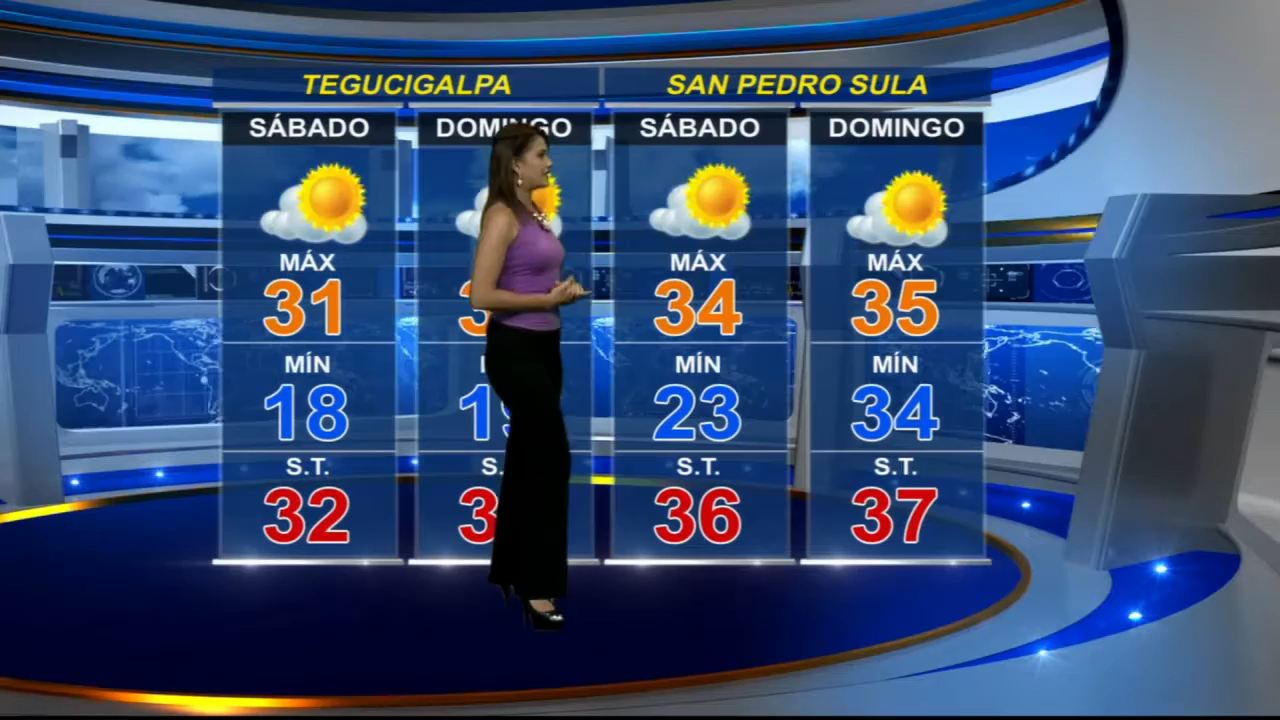 TEGUCIGALPA SAN PEDRO SULA
SÁBADO DOMINGO SÁBADO DOMINGO
MÁX MÁX MÁX
31 34 35
MÍN MÍN MÍN
18 23 34
S.T. S.T. S.T.
32 36 37